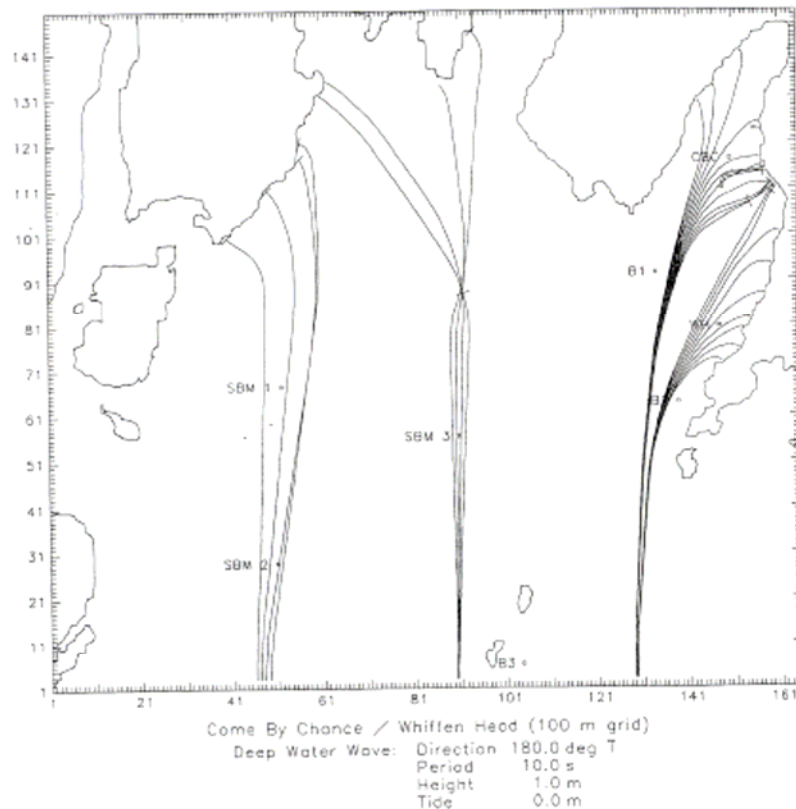 141
131
121
111
101
91
81
71
61
51
41
31
21
11
1
CBC
B1
SBM 1
SBM 3
SBM 2
B3
1 21 41 61 81 101 121 141 161
Come By Chance / Whiffen Head (100 m grid)
Deep Water Wave: Direction 180.0 deg T
Period 10.0 s
Height 1.0 m
Tide 0.0 m